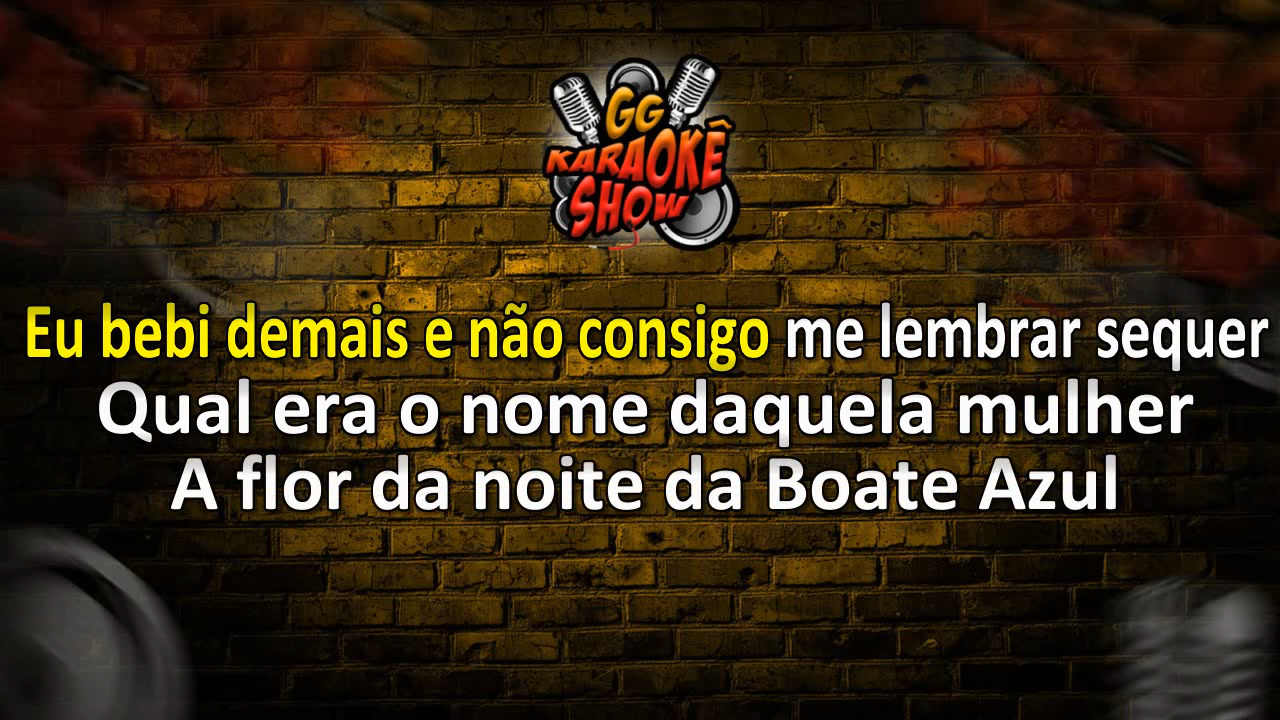 GG
KARAOKÊ
SHOW
Eu bebi demais e não consigo me lembrar sequer
Qual era o nome daquela mulher
A flor da noite da Boate Azul